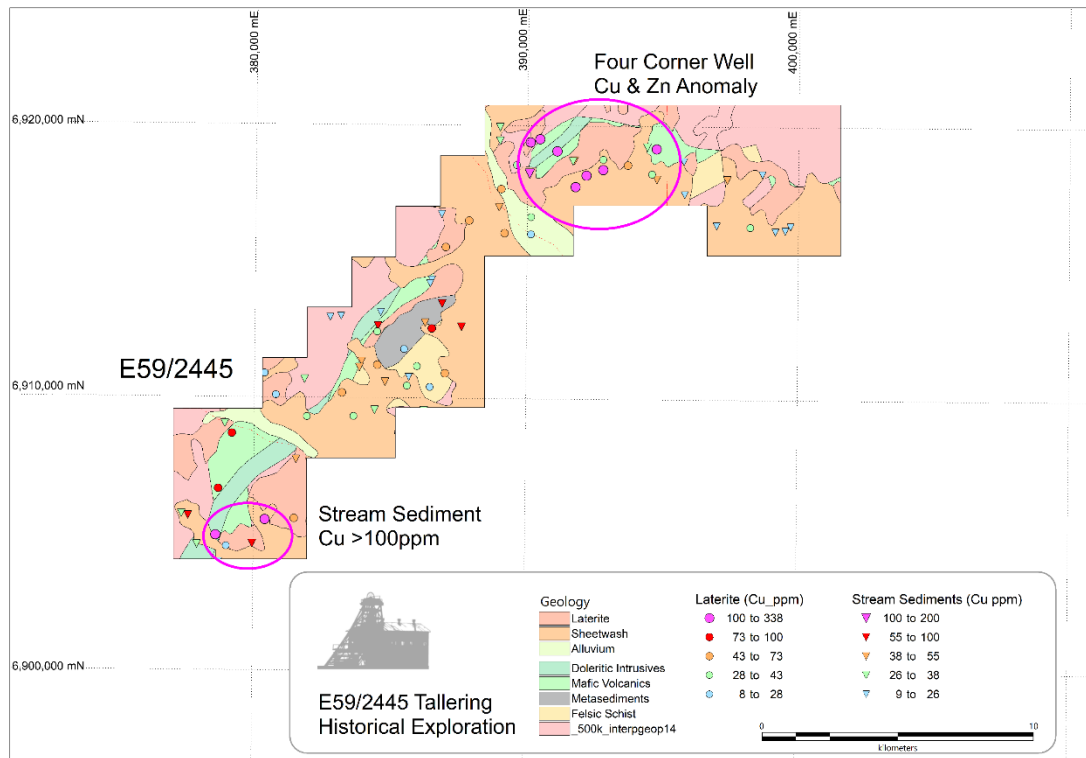 380,000 mE
390,000 mE
400,000 mE
Four Corner Well
Cu & Zn Anomaly
6,920,000 mN
E59/2445
6,910,000 mN
Stream Sediment
Cu >100ppm
6,900,000 mN
E59/2445 Tallering
Historical Exploration
Geology
Laterite
Sheetwash
Alluvium
Doleritic Intrusives
Mafic Volcanics
Metasediments
Felsic Schist
_500k_interpgeop14
Laterite (Cu_ppm)
100 to 338
73 to 100
43 to 73
28 to 43
8 to 28
Stream Sediments (Cu ppm)
100 to 200
55 to 100
38 to 55
26 to 38
9 to 26
0 10
kilometers